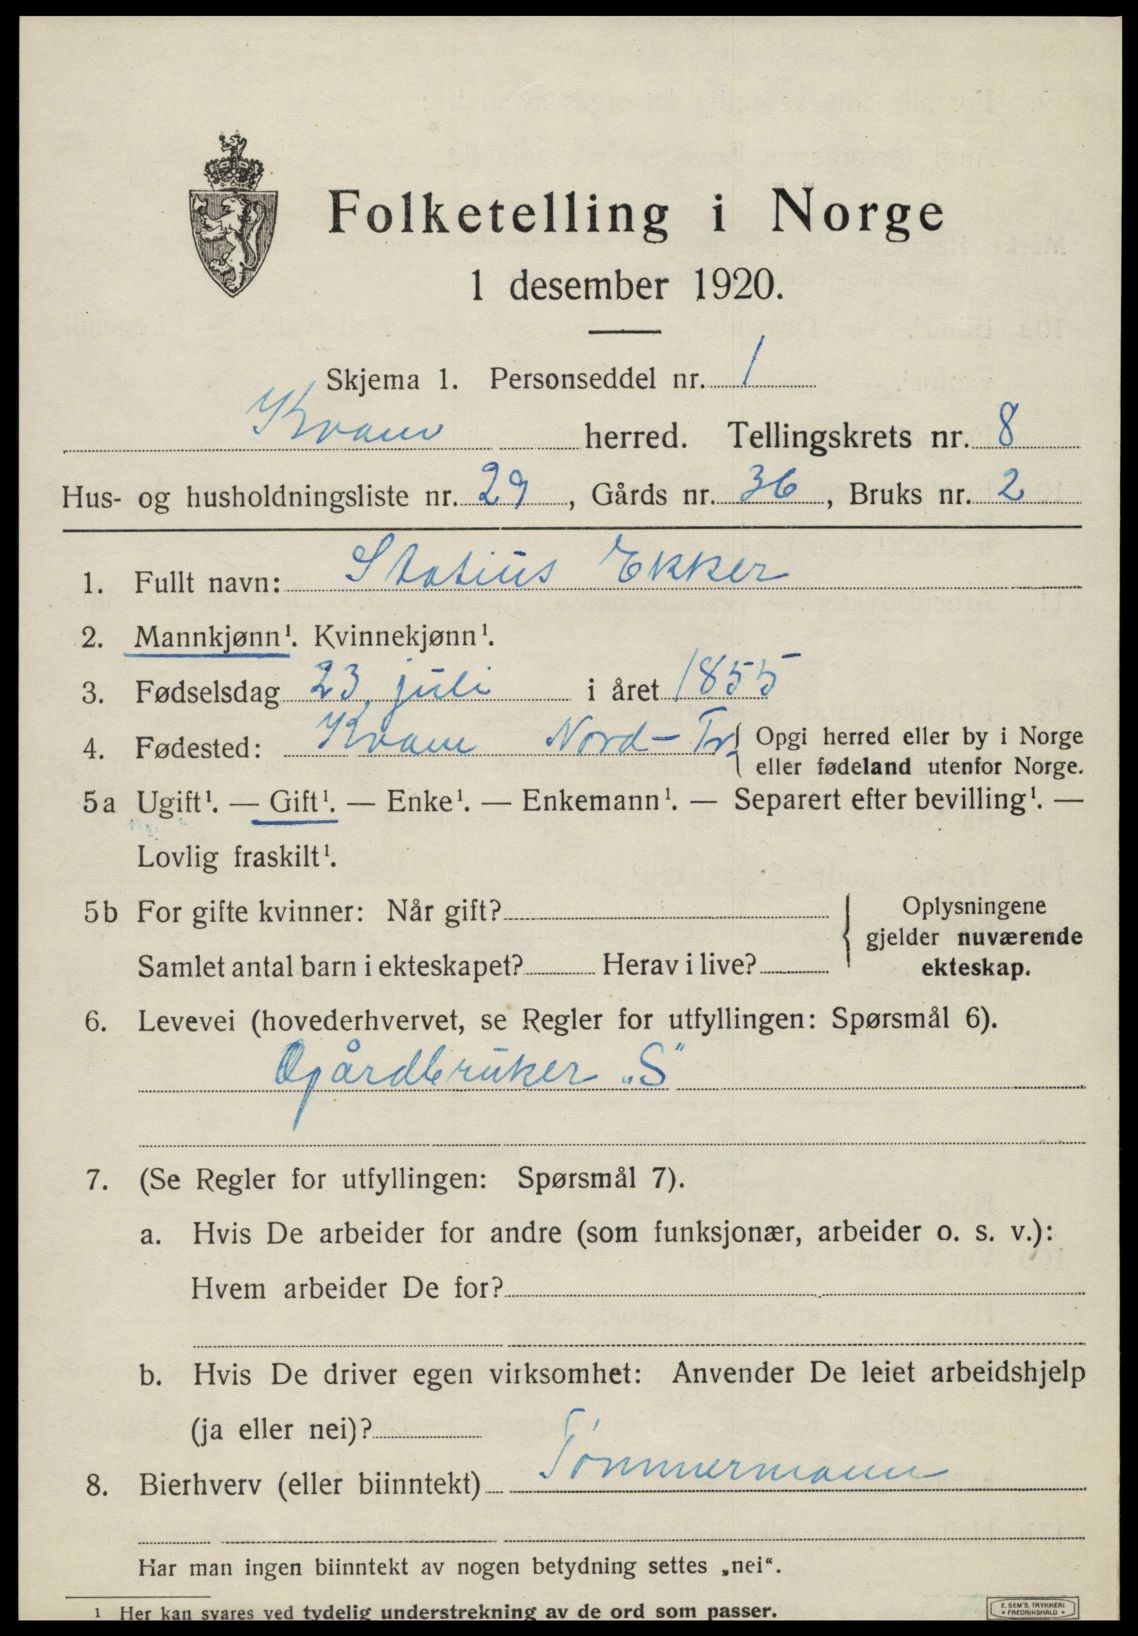 Folketelling i Norge
1 desember 1920.
Skjema 1. Personseddel nr. 1
Kvam herred. Tellingskrets nr. 8
Hus- og husholdningsliste nr. 29, Gårds nr. 36, Bruks nr. 2
1. Fullt navn: Statius Ekker
2. Mannkjønn¹. Kvinnekjønn¹.
3. Fødselsdag 23 juli i året 1855
4. Fødested: Kvam Nord-Tr. { Opgi herred eller by i Norge
eller fødeland utenfor Norge.
5a Ugift¹. — Gift¹. — Enke¹. — Enkemann¹. — Separert efter bevilling¹. —
Lovlig fraskilt¹.
5b For gifte kvinner: Når gift? { Oplysningene
gjelder nuværende
Samlet antal barn i ekteskapet? Herav i live? ekteskap.
6. Levevei (hovederhvervet, se Regler for utfyllingen: Spørsmål 6).
Gårdbruker „S"
7. (Se Regler for utfyllingen: Spørsmål 7).
a. Hvis De arbeider for andre (som funksjonær, arbeider o. s. v.):
Hvem arbeider De for?
b. Hvis De driver egen virksomhet: Anvender De leiet arbeidshjelp
(ja eller nei)?
8. Bierhverv (eller biinntekt) Tømmermann
Har man ingen biinntekt av nogen betydning settes „nei“.
¹ Her kan svares ved tydelig understrekning av de ord som passer.
E. SEM'S TRYKKERI
FREDRIKSHALD